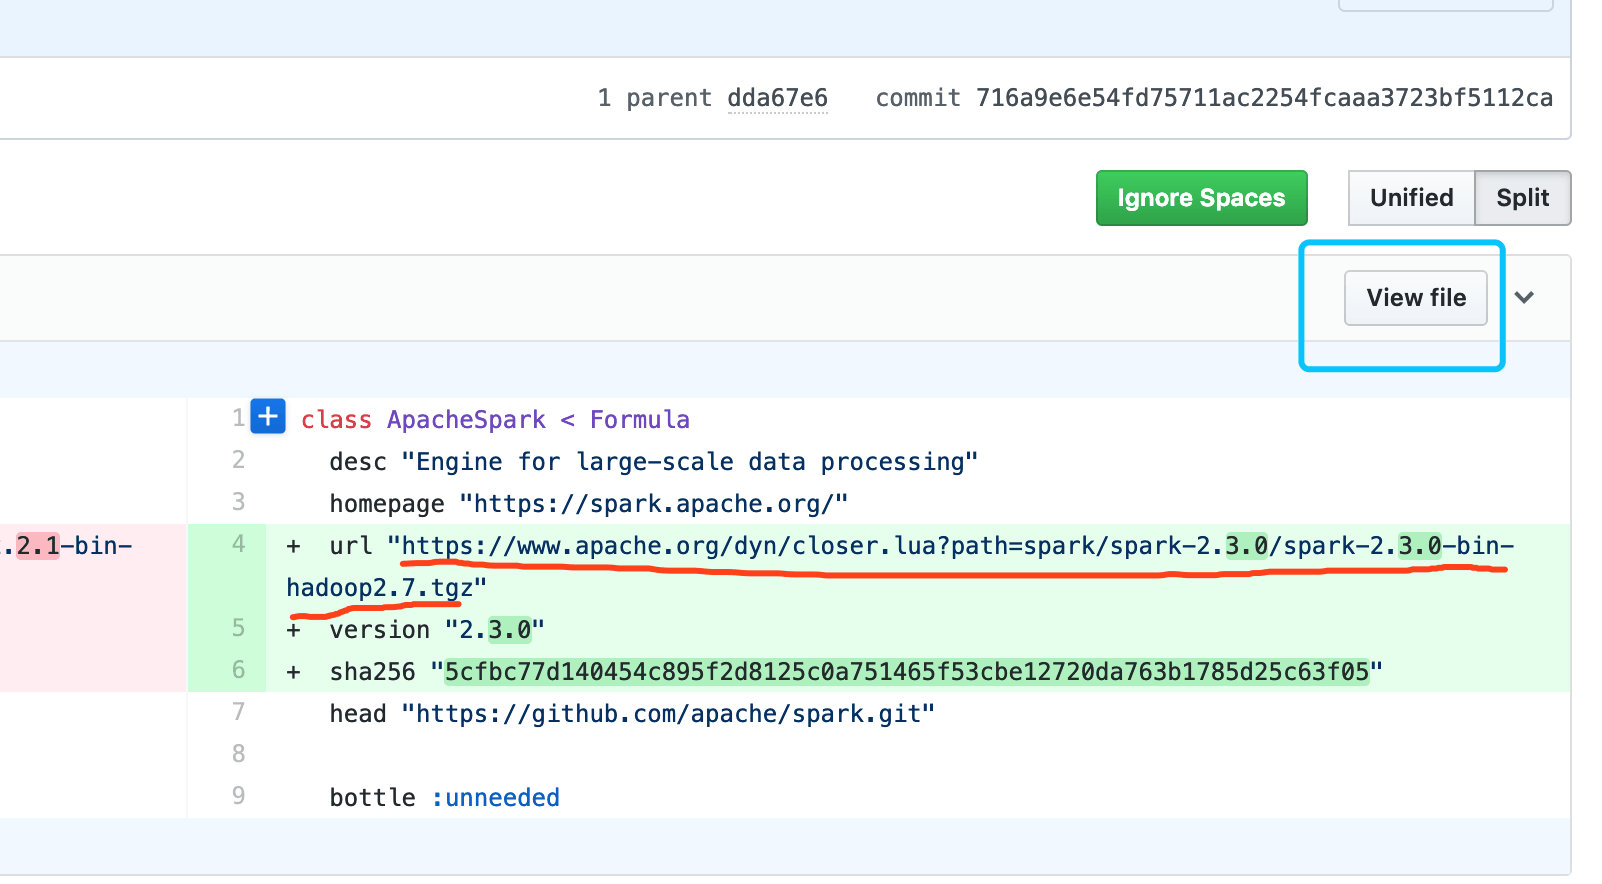 1 parent dda67e6 commit 716a9e6e54fd75711ac2254fcaaa3723bf5112ca
Ignore Spaces Unified Split
View file
1 + class ApacheSpark < Formula
2 desc "Engine for large-scale data processing"
3 homepage "https://spark.apache.org/"
.2.1-bin- 4 + url "https://www.apache.org/dyn/closer.lua?path=spark/spark-2.3.0/spark-2.3.0-bin-
hadoop2.7.tgz"
5 + version "2.3.0"
6 + sha256 "5cfbc77d140454c895f2d8125c0a751465f53cbe12720da763b1785d25c63f05"
7 head "https://github.com/apache/spark.git"
8
9 bottle :unneeded